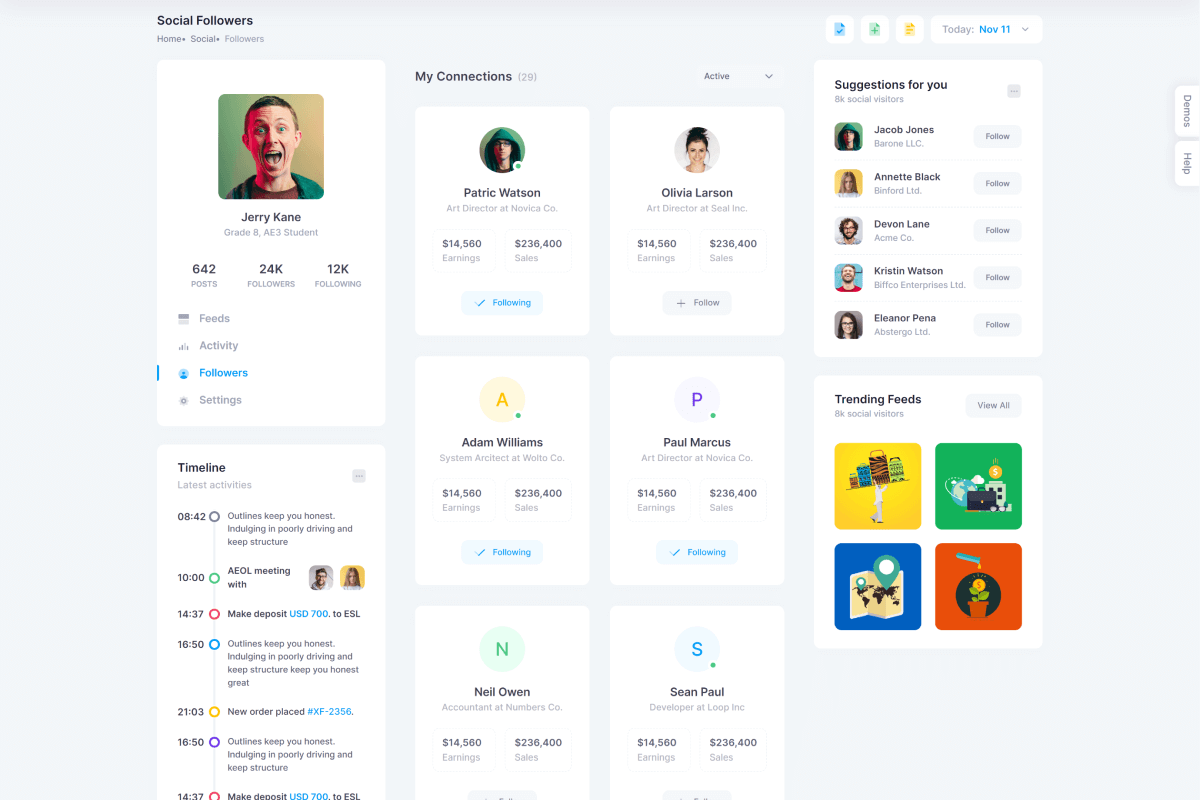 Social Followers
Home• Social• Followers
Today: Nov 11
Demos
Help
Jerry Kane
Grade 8, AE3 Student
642 24K 12K
POSTS FOLLOWERS FOLLOWING
Feeds
Activity
Followers
Settings
Timeline
Latest activities
08:42 Outlines keep you honest.
Indulging in poorly driving and
keep structure
10:00 AEOL meeting
with
14:37 Make deposit USD 700. to ESL
16:50 Outlines keep you honest.
Indulging in poorly driving and
keep structure keep you honest
great
21:03 New order placed #XF-2356.
16:50 Outlines keep you honest.
Indulging in poorly driving and
keep structure
14:37 Make deposit USD 700. to ESL
My Connections (29)
Active
Patric Watson
Art Director at Novica Co.
$14,560 $236,400
Earnings Sales
Following
Olivia Larson
Art Director at Seal Inc.
$14,560 $236,400
Earnings Sales
Follow
A
Adam Williams
System Arcitect at Wolto Co.
$14,560 $236,400
Earnings Sales
Following
P
Paul Marcus
Art Director at Novica Co.
$14,560 $236,400
Earnings Sales
Following
N
Neil Owen
Accountant at Numbers Co.
$14,560 $236,400
Earnings Sales
S
Sean Paul
Developer at Loop Inc
$14,560 $236,400
Earnings Sales
Suggestions for you
8k social visitors
Jacob Jones
Barone LLC.
Follow
Annette Black
Binford Ltd.
Follow
Devon Lane
Acme Co.
Follow
Kristin Watson
Biffco Enterprises Ltd.
Follow
Eleanor Pena
Abstergo Ltd.
Follow
Trending Feeds
8k social visitors
View All